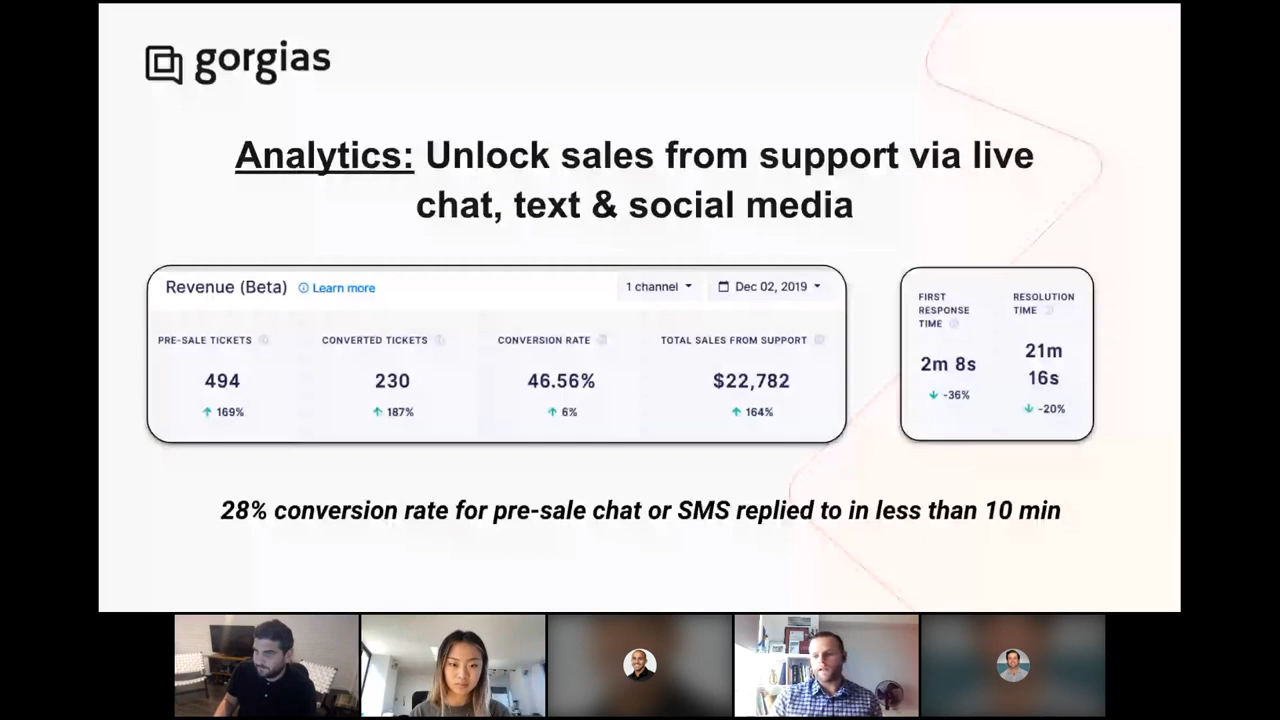 gorgias
Analytics: Unlock sales from support via live
chat, text & social media
Revenue (Beta) Learn more 1 channel Dec 02, 2019
PRE-SALE TICKETS CONVERTED TICKETS CONVERSION RATE TOTAL SALES FROM SUPPORT
494 230 46.56% $22,782
169% 187% 6% 164%
FIRST
RESPONSE
TIME
2m 8s
-36%
RESOLUTION
TIME
21m
16s
-20%
28% conversion rate for pre-sale chat or SMS replied to in less than 10 min